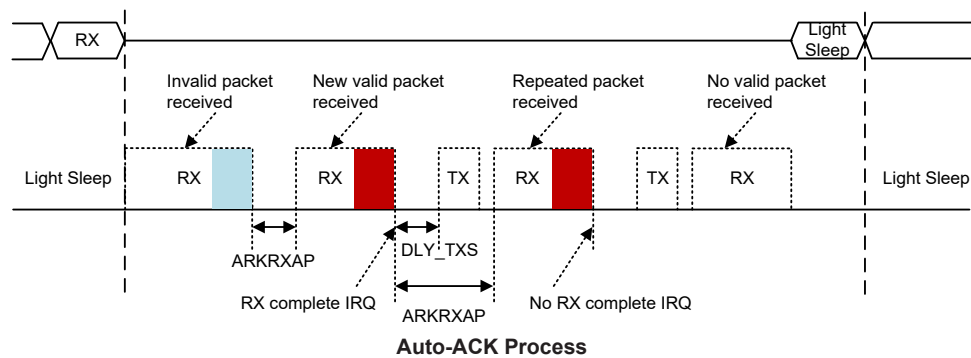 RX
Light
Sleep
Invalid packet
received
New valid packet
received
Repeated packet
received
No valid packet
received
Light Sleep
RX
RX
TX
RX
TX
RX
Light Sleep
ARKRXAP
DLY_TXS
RX complete IRQ
ARKRXAP
No RX complete IRQ
Auto-ACK Process